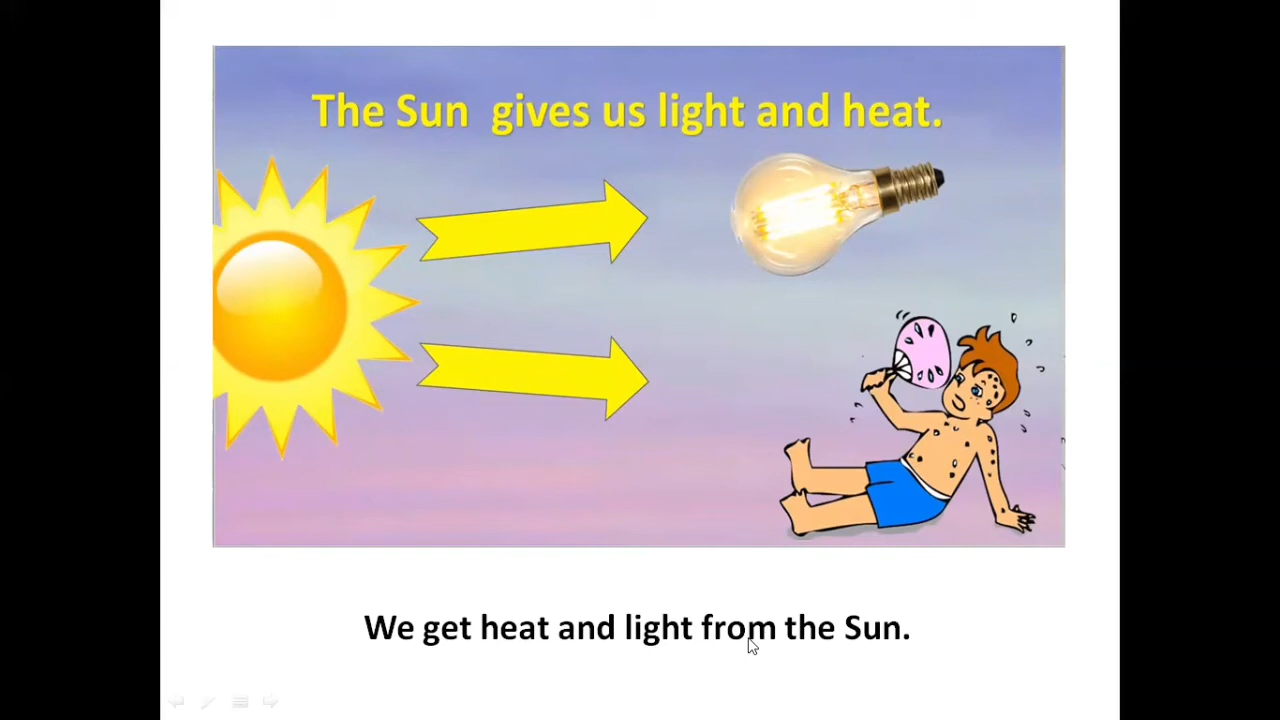 The Sun gives us light and heat.
We get heat and light from the Sun.